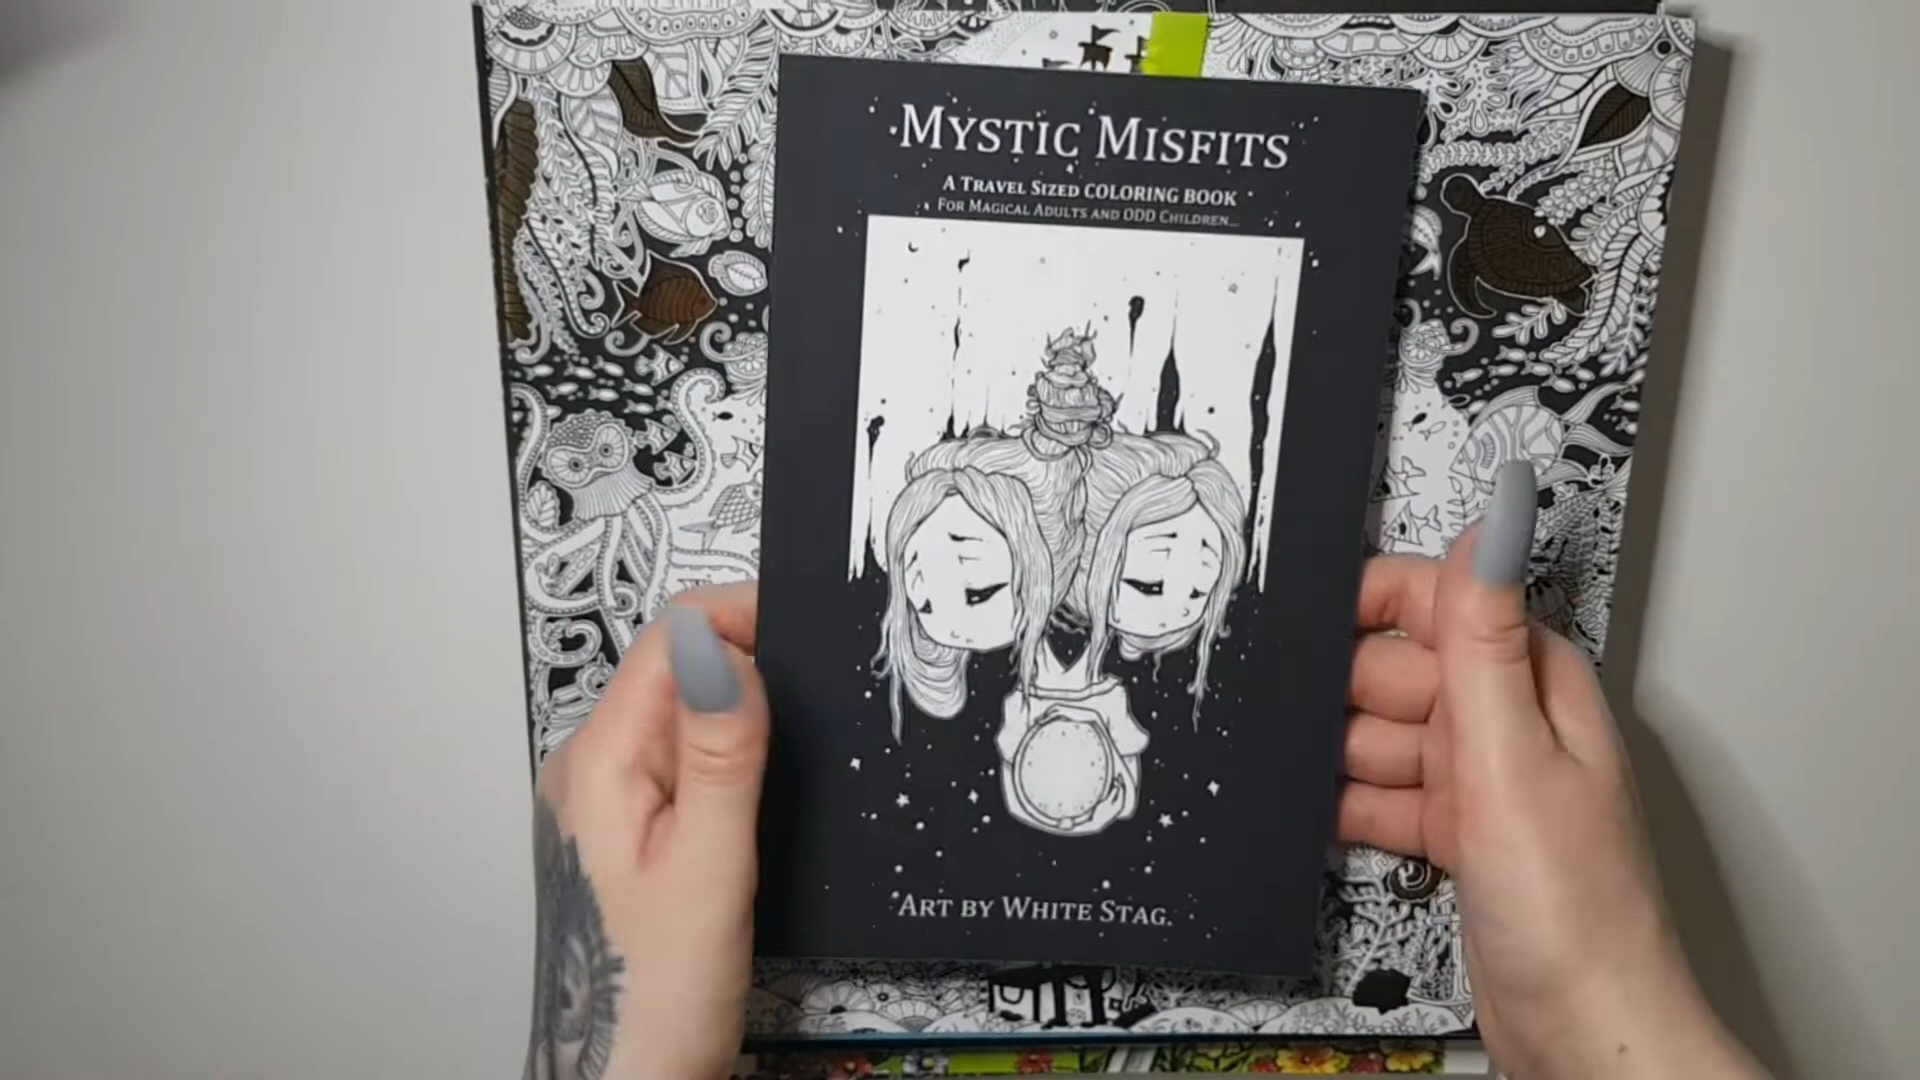 MYSTIC MISFITS
A TRAVEL SIZED COLORING BOOK
FOR MAGICAL ADULTS AND ODD CHILDREN...
ART BY WHITE STAG.